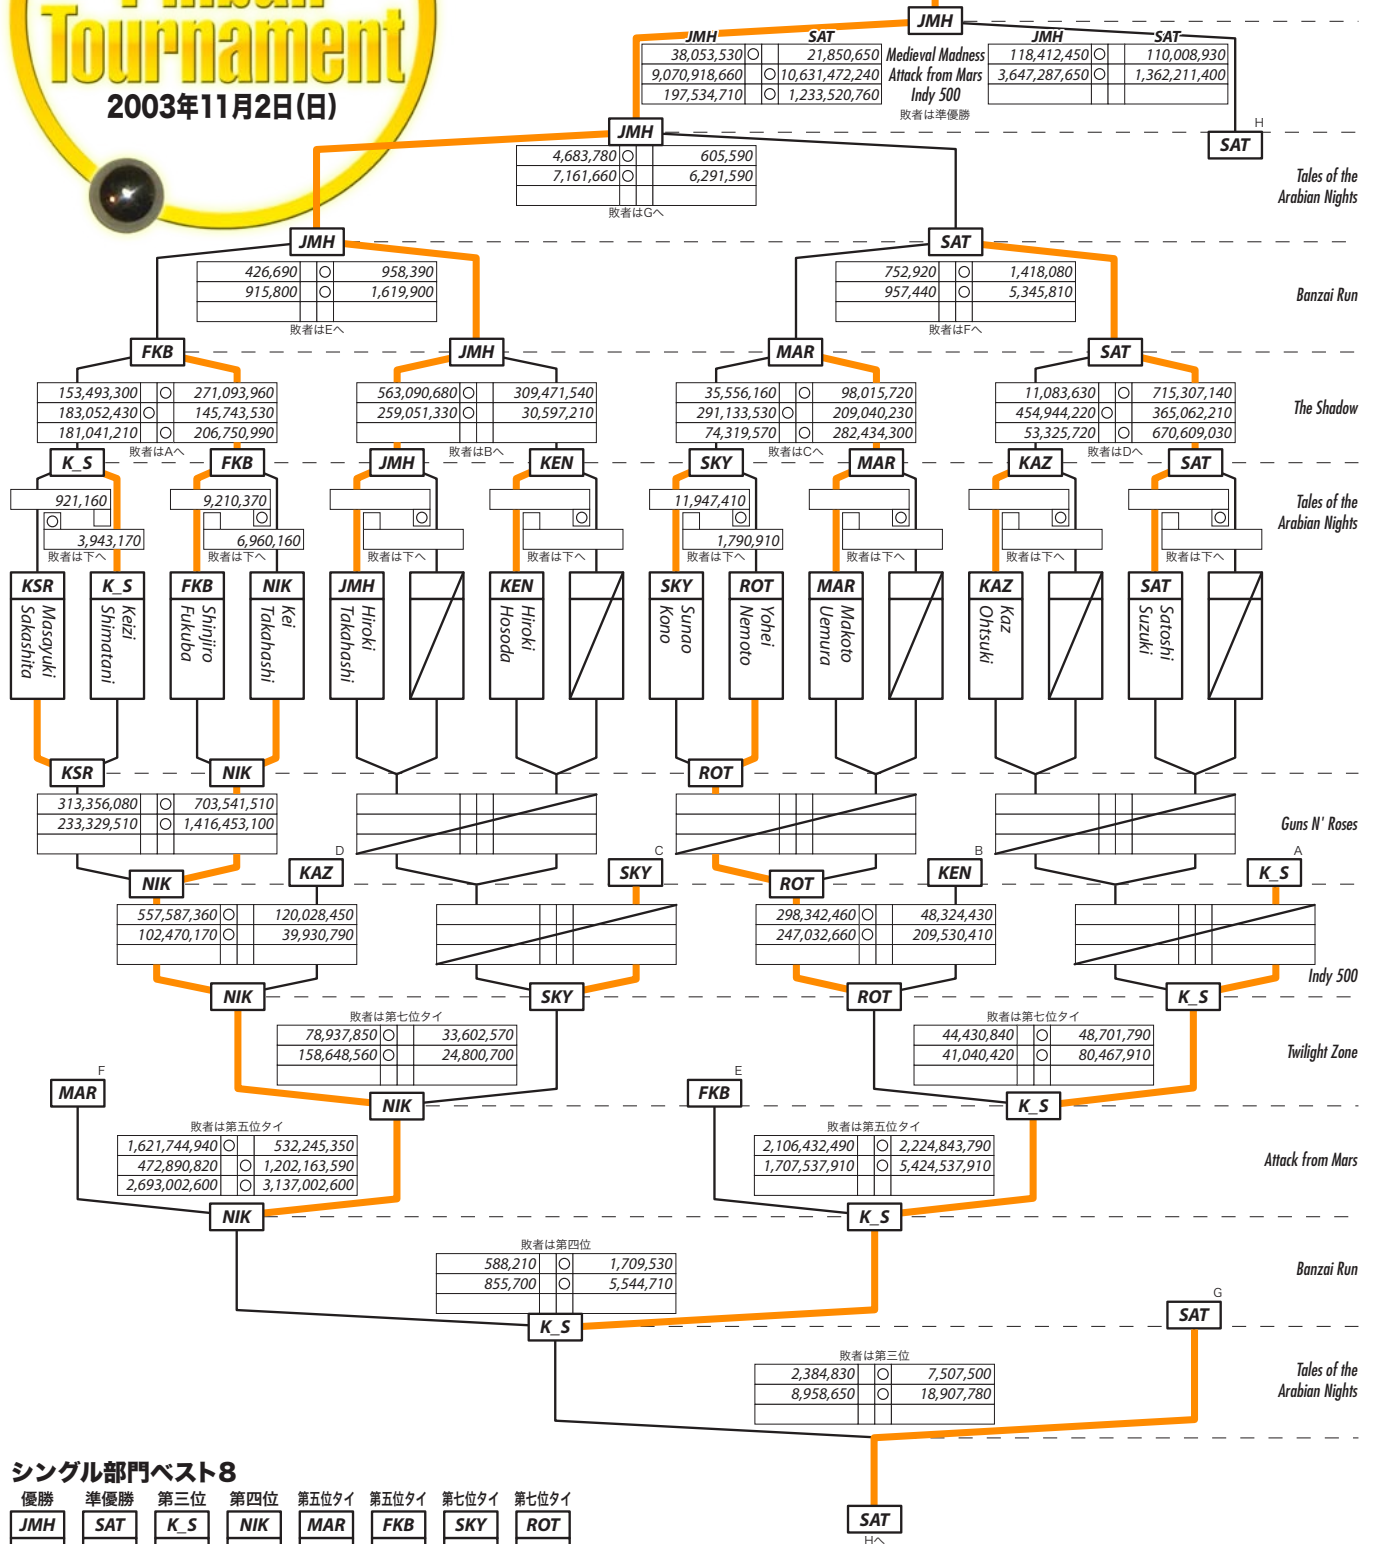 Pinball
Tournament
2003年11月2日(日)
JMH
JMH SAT JMH SAT
38,053,530 ○ 21,850,650 Medieval Madness 118,412,450 ○ 110,008,930
9,070,918,660 ○ 10,631,472,240 Attack from Mars 3,647,287,650 ○ 1,362,211,400
197,534,710 ○ 1,233,520,760 Indy 500
敗者は準優勝
JMH H
SAT
4,683,780 ○ 605,590
7,161,660 ○ 6,291,590
Tales of the
Arabian Nights
敗者はGへ
JMH SAT
426,690 ○ 958,390 752,920 ○ 1,418,080
915,800 ○ 1,619,900 957,440 ○ 5,345,810 Banzai Run
敗者はEへ 敗者はFへ
FKB JMH MAR SAT
153,493,300 ○ 271,093,960 563,090,680 ○ 309,471,540 35,556,160 ○ 98,015,720 11,083,630 ○ 715,307,140
183,052,430 ○ 145,743,530 259,051,330 ○ 30,597,210 291,133,530 ○ 209,040,230 454,944,220 ○ 365,062,210 The Shadow
181,041,210 ○ 206,750,990 74,319,570 ○ 282,434,300 53,325,720 ○ 670,609,030
敗者はAへ 敗者はBへ 敗者はCへ 敗者はDへ
K_S FKB JMH KEN SKY MAR KAZ SAT
921,160 9,210,370 11,947,410 Tales of the
○ ○ ○ ○ ○ ○ ○ ○ Arabian Nights
3,943,170 6,960,160 1,790,910
敗者は下へ 敗者は下へ 敗者は下へ 敗者は下へ 敗者は下へ 敗者は下へ 敗者は下へ 敗者は下へ
KSR K_S FKB NIK JMH KEN SKY ROT MAR KAZ SAT
Masayuki Sakashita
Keizi Shimatani
Shinjiro Fukuba
Kei Takahashi
Hiroki Takahashi
Hiroki Hosoda
Sunao Kono
Yohei Nemoto
Makoto Uemura
Kaz Ohtsuki
Satoshi Suzuki
KSR NIK ROT
313,356,080 ○ 703,541,510
233,329,510 ○ 1,416,453,100 Guns N' Roses
D C B A
NIK KAZ SKY ROT KEN K_S
557,587,360 ○ 120,028,450 298,342,460 ○ 48,324,430
102,470,170 ○ 39,930,790 247,032,660 ○ 209,530,410
Indy 500
NIK SKY ROT K_S
敗者は第七位タイ 敗者は第七位タイ
78,937,850 ○ 33,602,570 44,430,840 ○ 48,701,790
158,648,560 ○ 24,800,700 41,040,420 ○ 80,467,910 Twilight Zone
F E
MAR NIK FKB K_S
敗者は第五位タイ 敗者は第五位タイ
1,621,744,940 ○ 532,245,350 2,106,432,490 ○ 2,224,843,790
472,890,820 ○ 1,202,163,590 1,707,537,910 ○ 5,424,537,910 Attack from Mars
2,693,002,600 ○ 3,137,002,600
NIK K_S
敗者は第四位
588,210 ○ 1,709,530 Banzai Run
855,700 ○ 5,544,710
G
K_S SAT
敗者は第三位
2,384,830 ○ 7,507,500 Tales of the
8,958,650 ○ 18,907,780 Arabian Nights
シングル部門ベスト8
優勝 準優勝 第三位 第四位 第五位タイ 第五位タイ 第七位タイ 第七位タイ
JMH SAT K_S NIK MAR FKB SKY ROT
SAT
Hへ